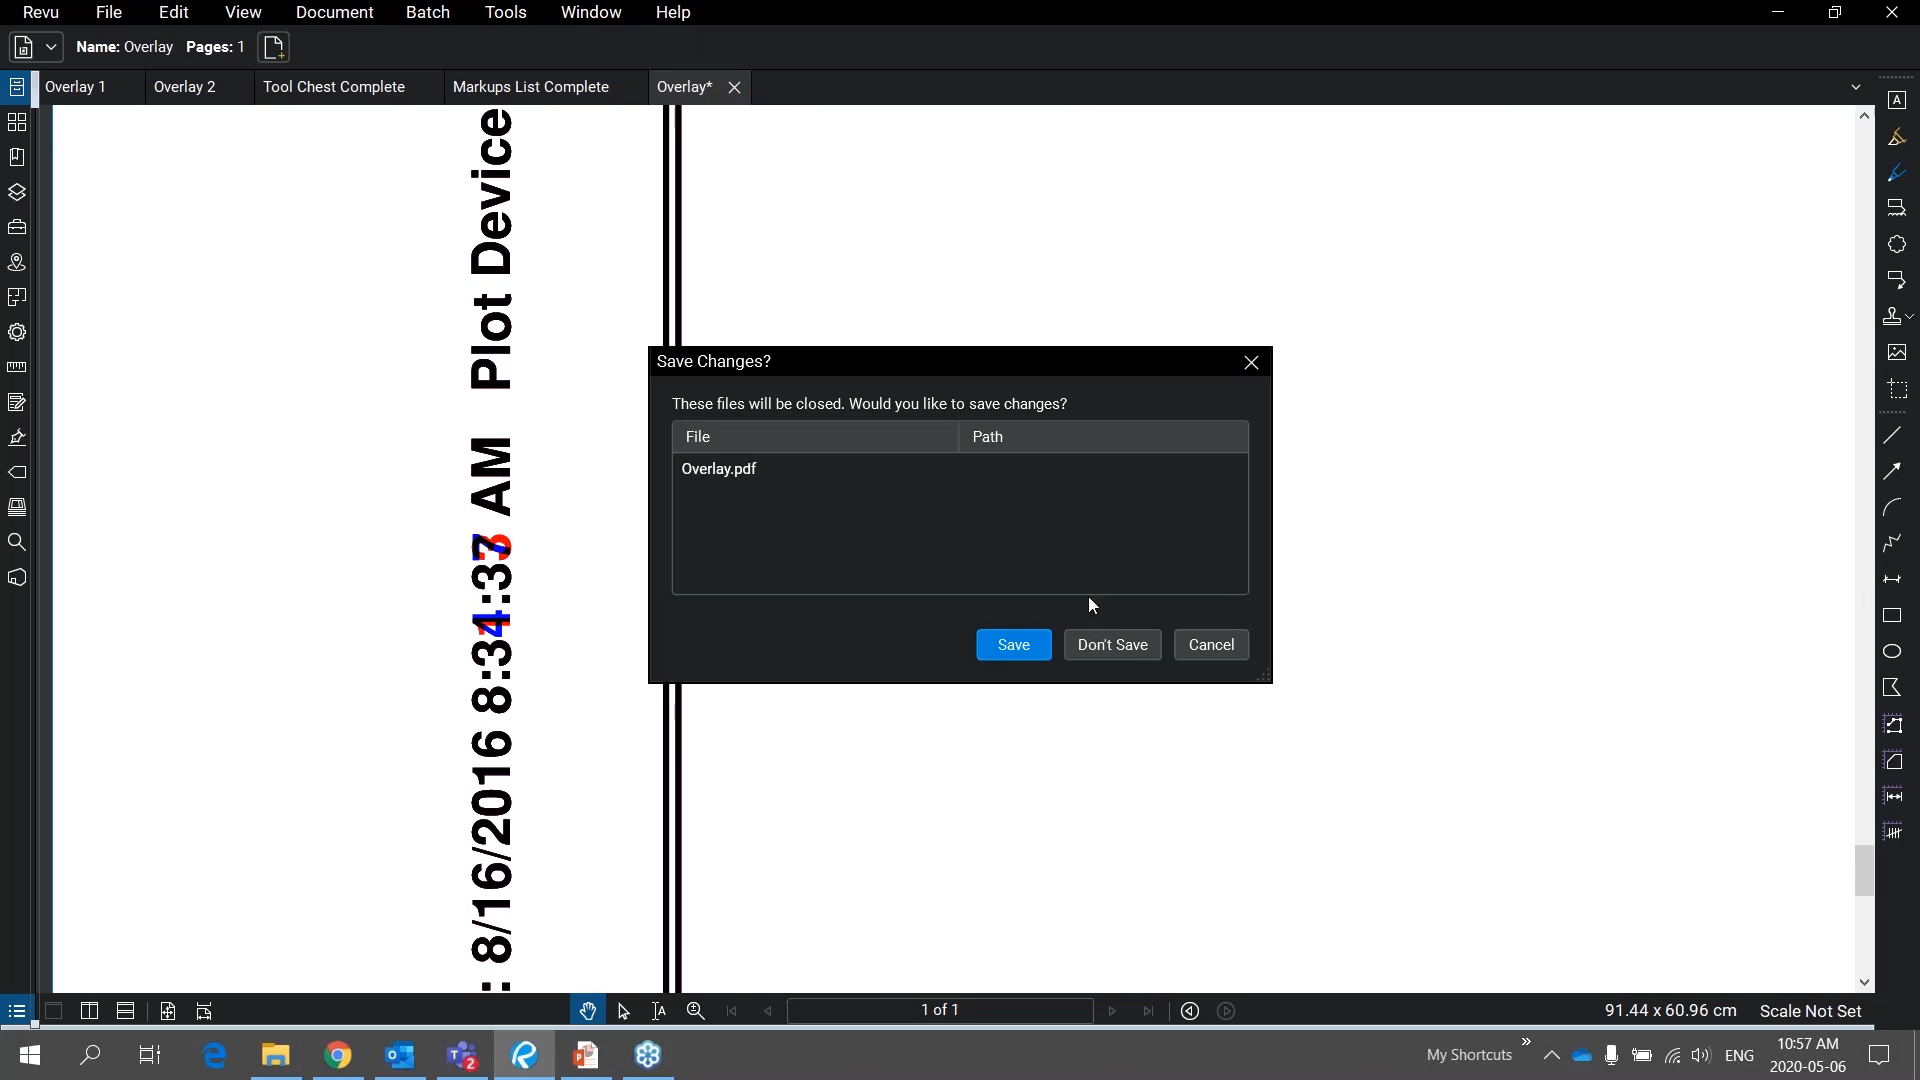 Revu File Edit View Document Batch Tools Window Help
Name: Overlay Pages: 1
Overlay 1 Overlay 2 Tool Chest Complete Markups List Complete Overlay*
: 8/16/2016 8:3 :3 AM Plot Device
Save Changes?
These files will be closed. Would you like to save changes?
File Path
Overlay.pdf
Save Don't Save Cancel
1 of 1
91.44 x 60.96 cm Scale Not Set
My Shortcuts » ENG 10:57 AM
2020-05-06
2